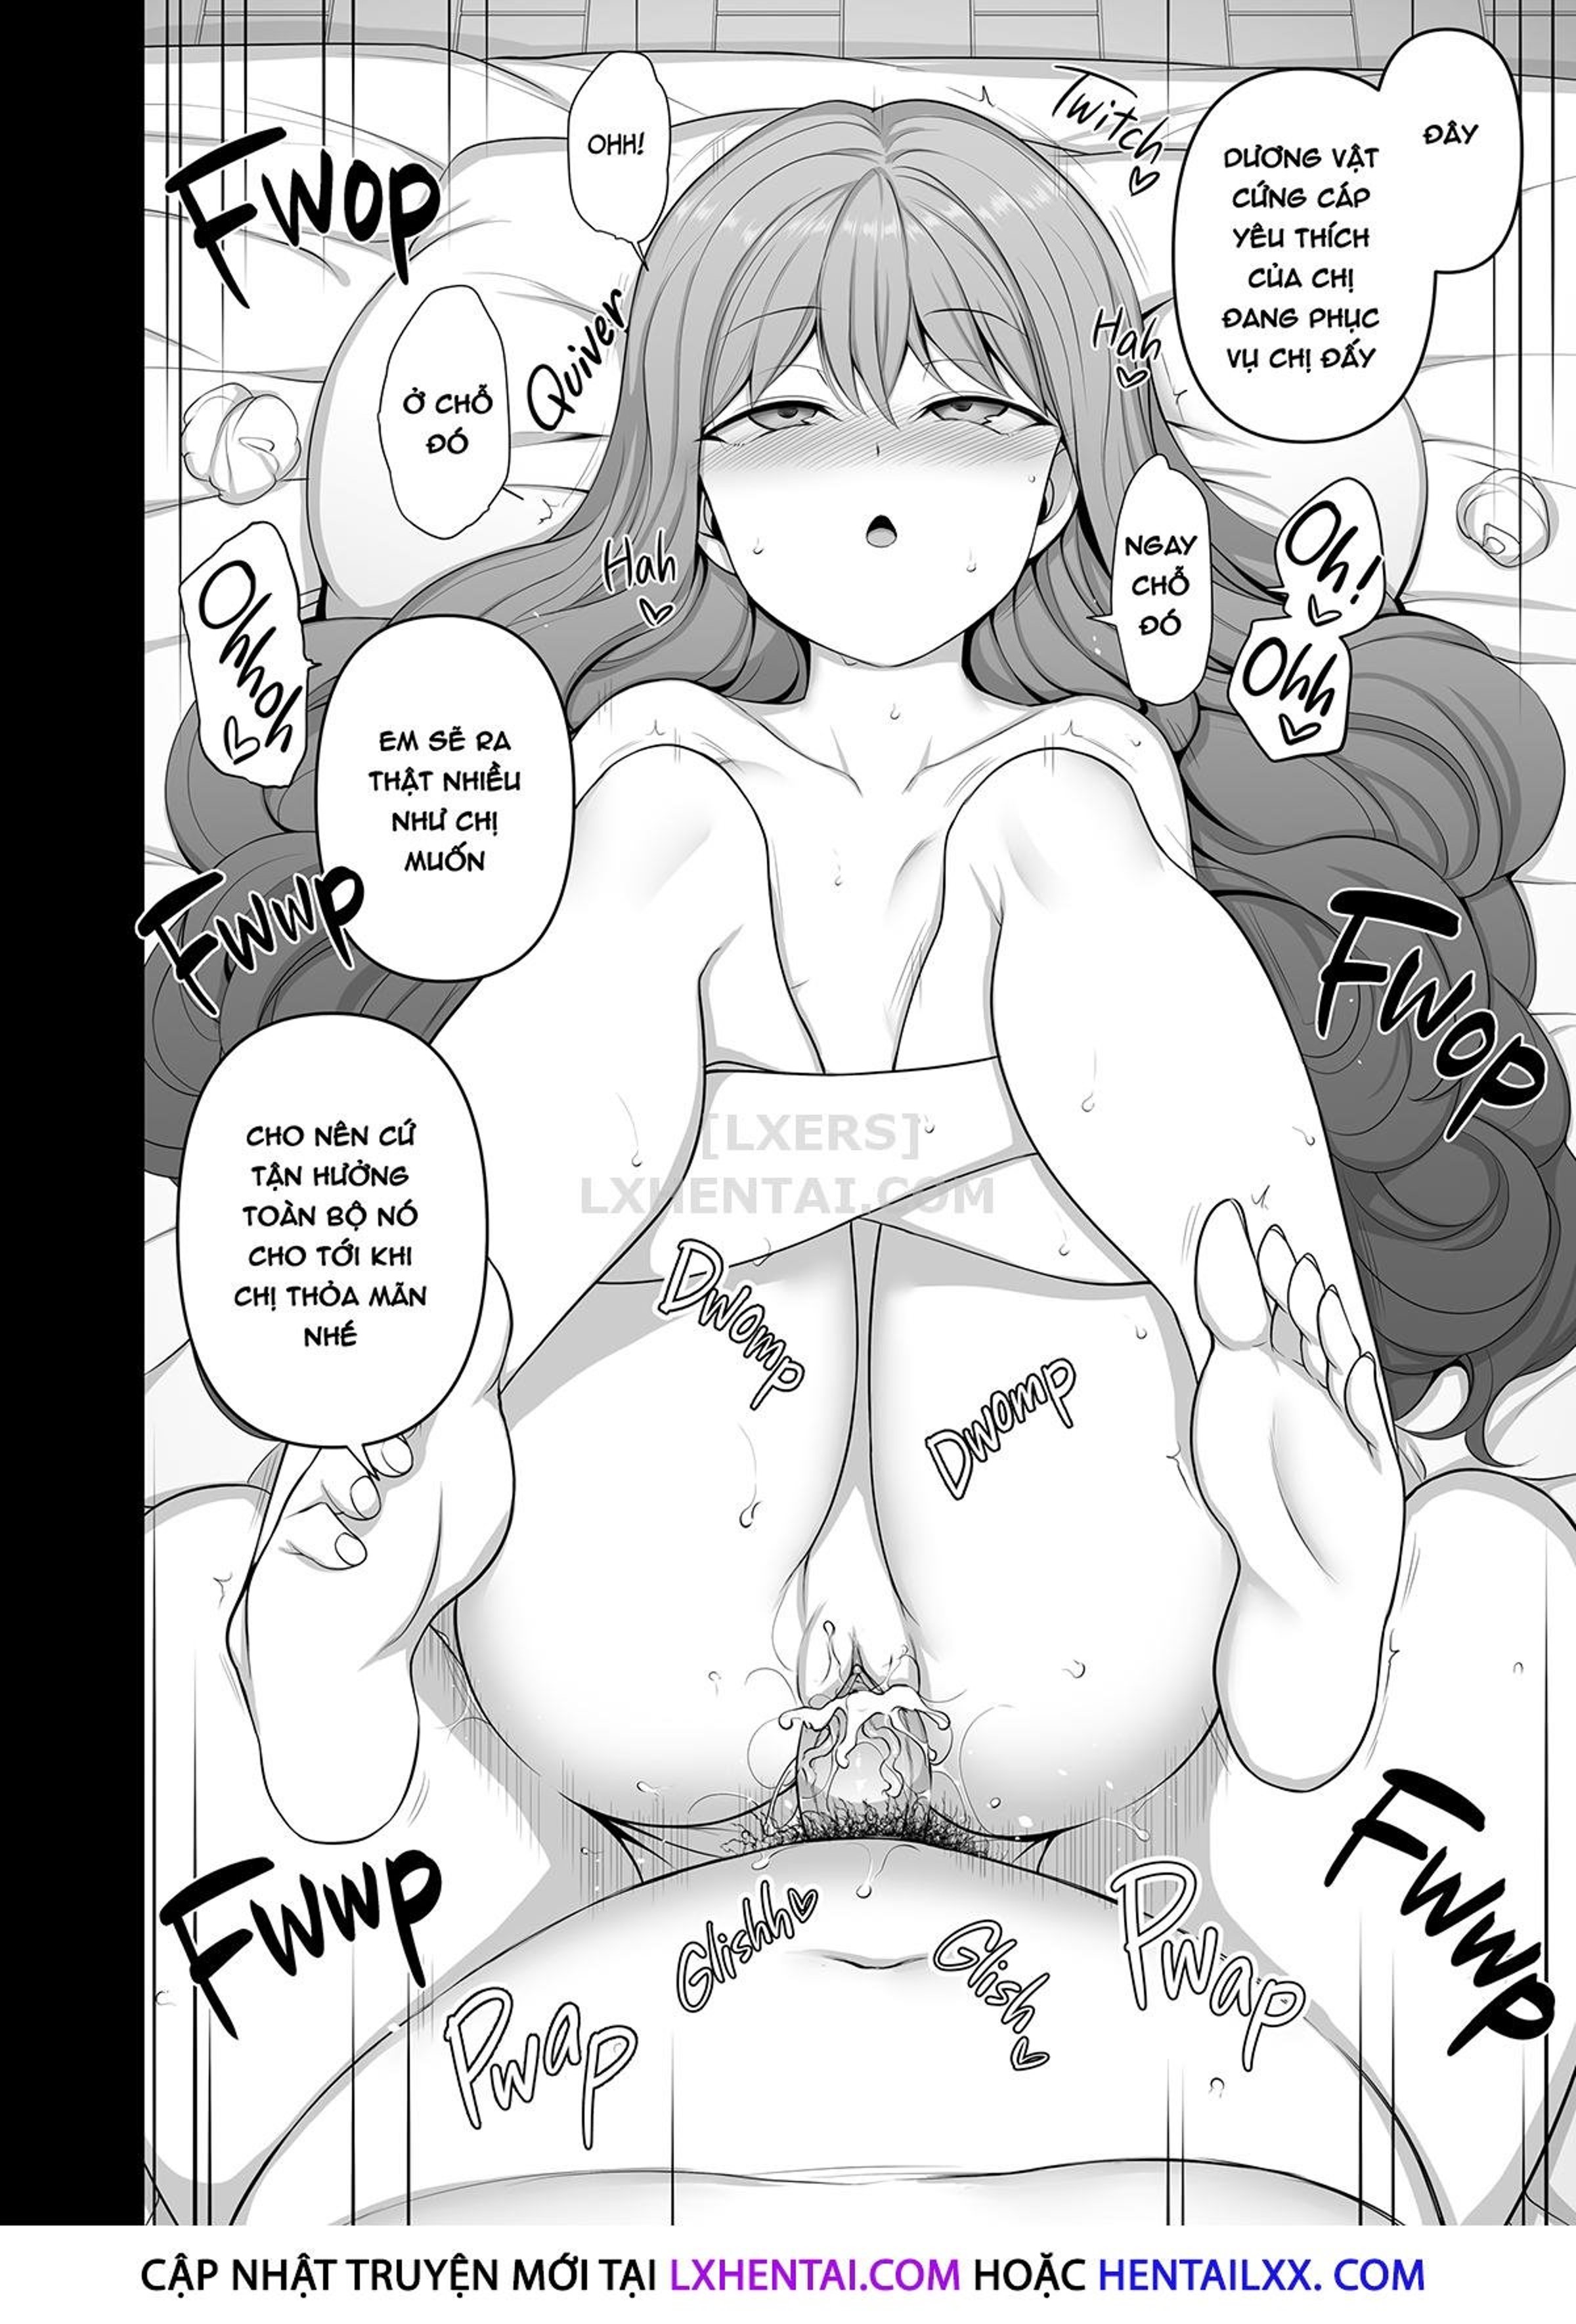 ĐÂY
DƯƠNG VẬT
CỨNG CÁP
YÊU THÍCH
CỦA CHỊ
ĐANG PHỤC
VỤ CHỊ ĐẤY
Twitch
OHH!
Fwop
Quiver
Hah
Ở CHỖ
ĐÓ
Oh!
Ohh
NGAY
CHỖ
ĐÓ
Hah
Ohhhoh
EM SẼ RA
THẬT NHIỀU
NHƯ CHỊ
MUỐN
Fwop
Fwwp
CHO NÊN CỨ
TẬN HƯỞNG
TOÀN BỘ NÓ
CHO TỚI KHI
CHỊ THỎA MÃN
NHÉ
[LXERS]
LXHENTAI.COM
Dwomp
Dwomp
Fwwp
Fwwp
Pwap
Glish
Glishh
Pwap
CẬP NHẬT TRUYỆN MỚI TẠI LXHENTAI.COM HOẶC HENTAILXX. COM